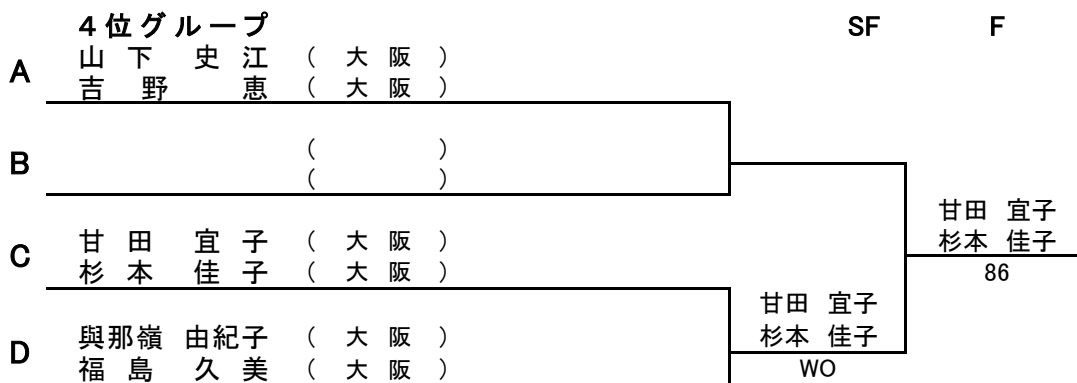 4位グループ SF F
A 山下 史江 ( 大阪 )
吉野 恵 ( 大阪 )
B ( )
( )
C 甘田 宜子 ( 大阪 )
杉本 佳子 ( 大阪 )
D 與那嶺 由紀子 ( 大阪 )
福島 久美 ( 大阪 )
甘田 宜子
杉本 佳子
WO
甘田 宜子
杉本 佳子
86